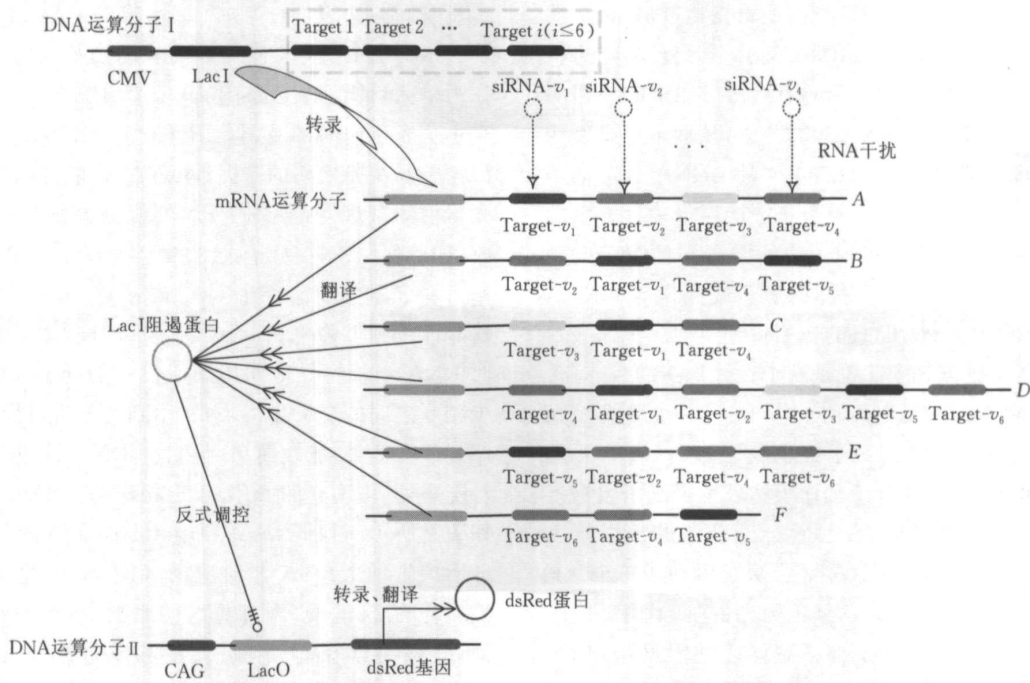 DNA运算分子Ⅰ
Target 1 Target 2 … Target i(i≤6)
CMV LacⅠ
siRNA-v₁ siRNA-v₂ siRNA-v₄
转录
···
RNA干扰
mRNA运算分子
A
Target-v₁ Target-v₂ Target-v₃ Target-v₄
B
翻译
Target-v₂ Target-v₁ Target-v₄ Target-v₅
LacⅠ阻遏蛋白
C
Target-v₃ Target-v₁ Target-v₄
D
Target-v₄ Target-v₁ Target-v₂ Target-v₃ Target-v₅ Target-v₆
E
Target-v₅ Target-v₂ Target-v₄ Target-v₆
反式调控
F
Target-v₆ Target-v₄ Target-v₅
转录、翻译
dsRed蛋白
DNA运算分子Ⅱ
CAG LacO dsRed基因